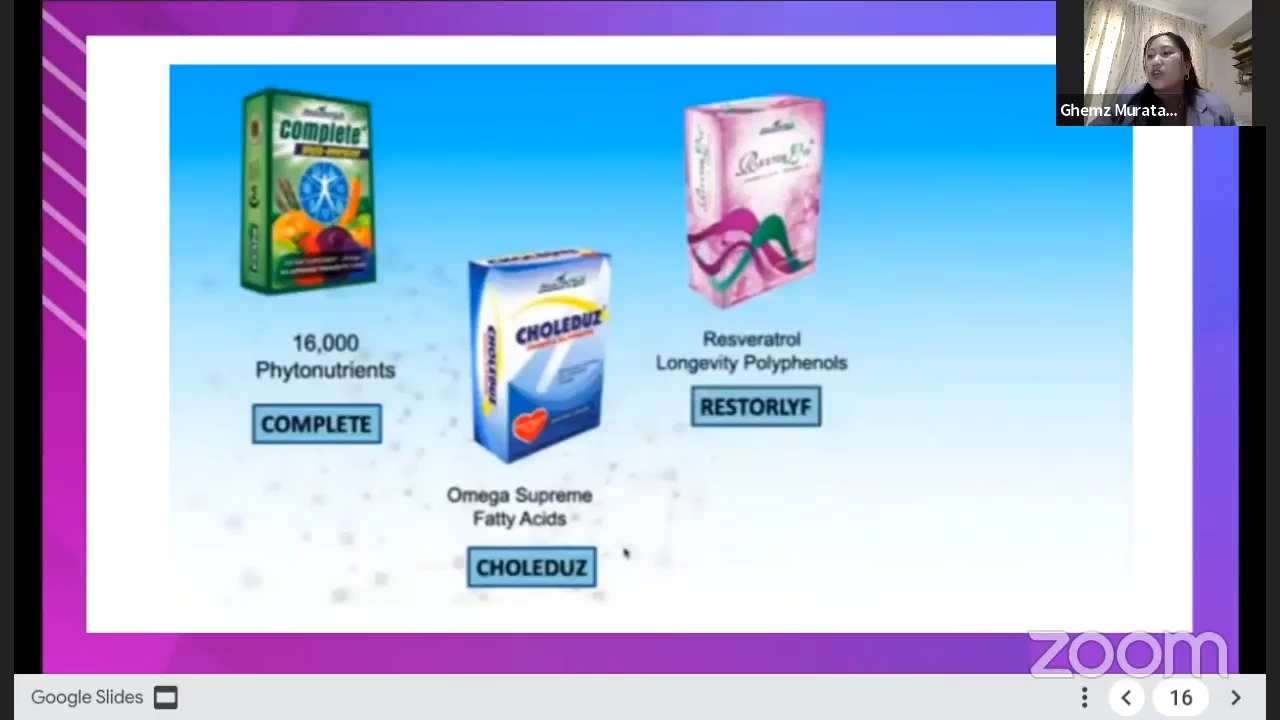 Ghemz Murata...
Complete
16,000
Phytonutrients
COMPLETE
CHOLEDUZ
CHOLEDUZ
Omega Supreme
Fatty Acids
CHOLEDUZ
Resveratrol
Longevity Polyphenols
RESTORLYF
zoom
Google Slides
16